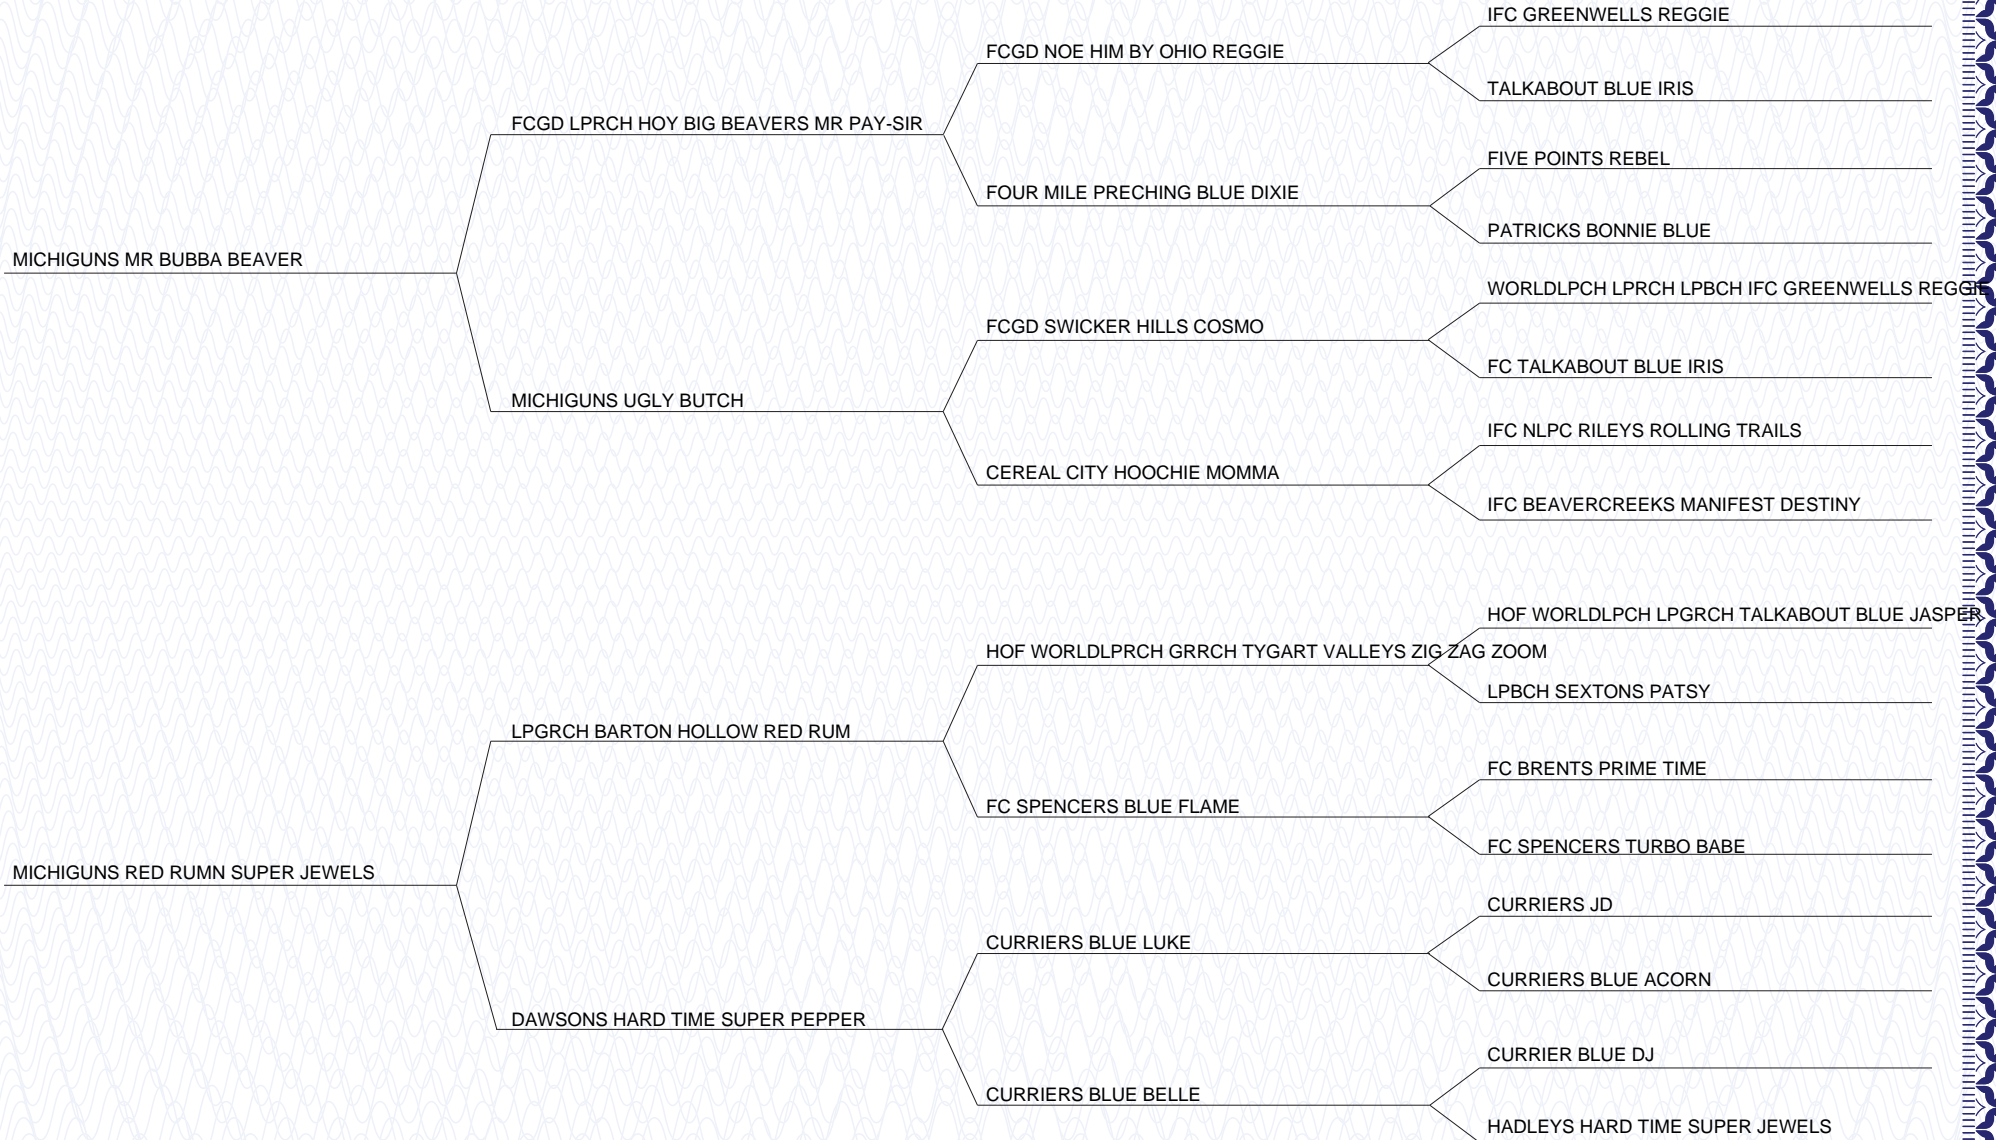 IFC GREENWELLS REGGIE
FCGD NOE HIM BY OHIO REGGIE
TALKABOUT BLUE IRIS
FCGD LPRCH HOY BIG BEAVERS MR PAY-SIR
FIVE POINTS REBEL
FOUR MILE PRECHING BLUE DIXIE
PATRICKS BONNIE BLUE
MICHIGUNS MR BUBBA BEAVER
WORLDLPCH LPRCH LPBCH IFC GREENWELLS REGGIE
FCGD SWICKER HILLS COSMO
FC TALKABOUT BLUE IRIS
MICHIGUNS UGLY BUTCH
IFC NLPC RILEYS ROLLING TRAILS
CEREAL CITY HOOCHIE MOMMA
IFC BEAVERCREEKS MANIFEST DESTINY
HOF WORLDLPCH LPGRCH TALKABOUT BLUE JASPER
HOF WORLDLPRCH GRRCH TYGART VALLEYS ZIG ZAG ZOOM
LPBCH SEXTONS PATSY
LPGRCH BARTON HOLLOW RED RUM
FC BRENTS PRIME TIME
FC SPENCERS BLUE FLAME
FC SPENCERS TURBO BABE
MICHIGUNS RED RUMN SUPER JEWELS
CURRIERS JD
CURRIERS BLUE LUKE
CURRIERS BLUE ACORN
DAWSONS HARD TIME SUPER PEPPER
CURRIER BLUE DJ
CURRIERS BLUE BELLE
HADLEYS HARD TIME SUPER JEWELS